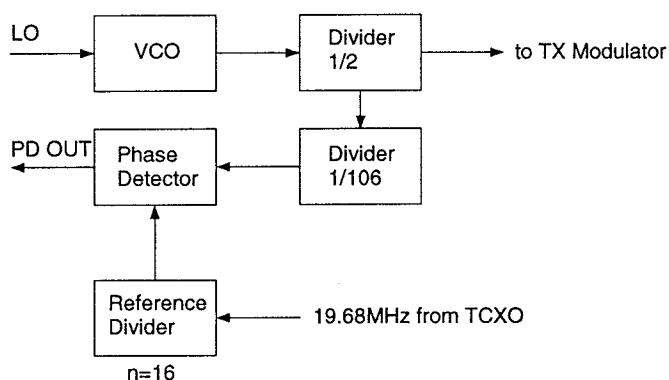 LO
VCO
Divider
1/2
to TX Modulator
PD OUT
Phase
Detector
Divider
1/106
Reference
Divider
19.68MHz from TCXO
n=16